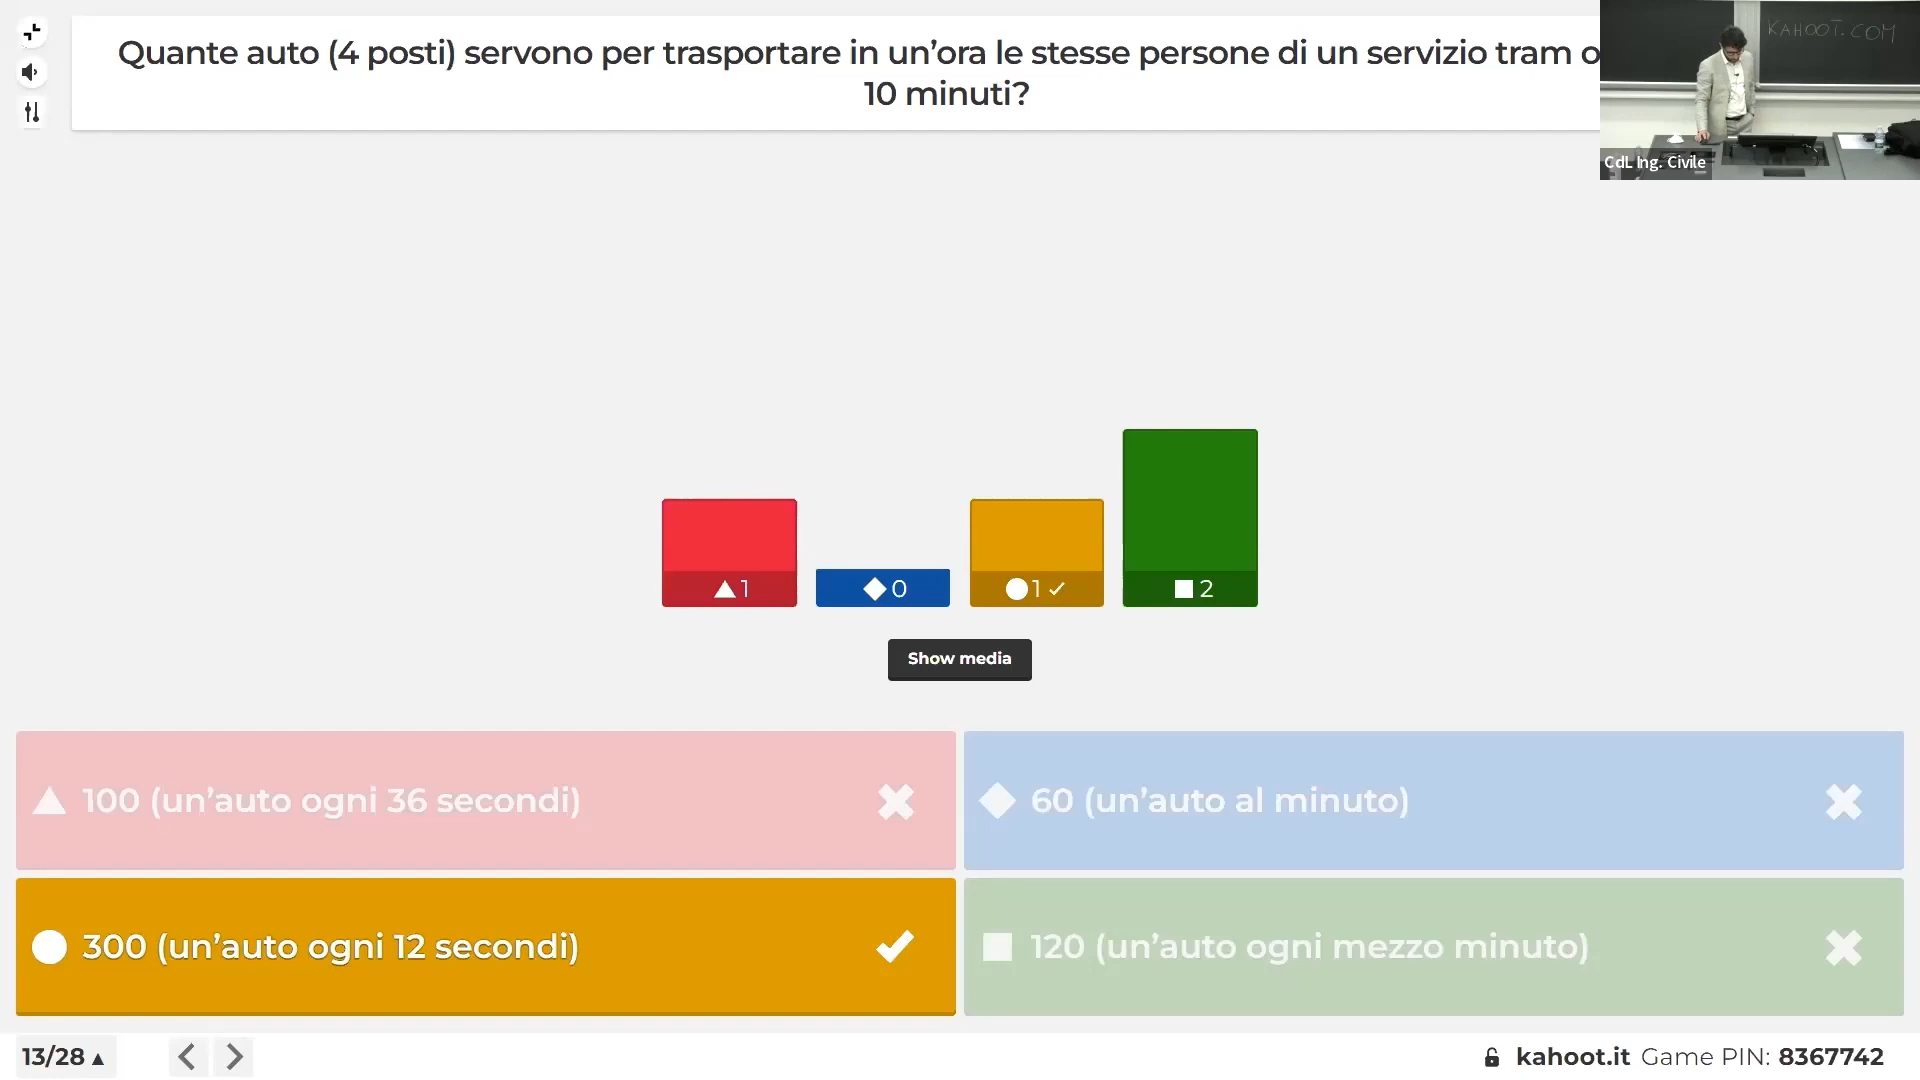 Quante auto (4 posti) servono per trasportare in un'ora le stesse persone di un servizio tram
10 minuti?
KAHOOT.COM
CdL Ing. Civile
1
0
1
2
Show media
100 (un'auto ogni 36 secondi)
60 (un'auto al minuto)
300 (un'auto ogni 12 secondi)
120 (un'auto ogni mezzo minuto)
13/28
kahoot.it Game PIN: 8367742